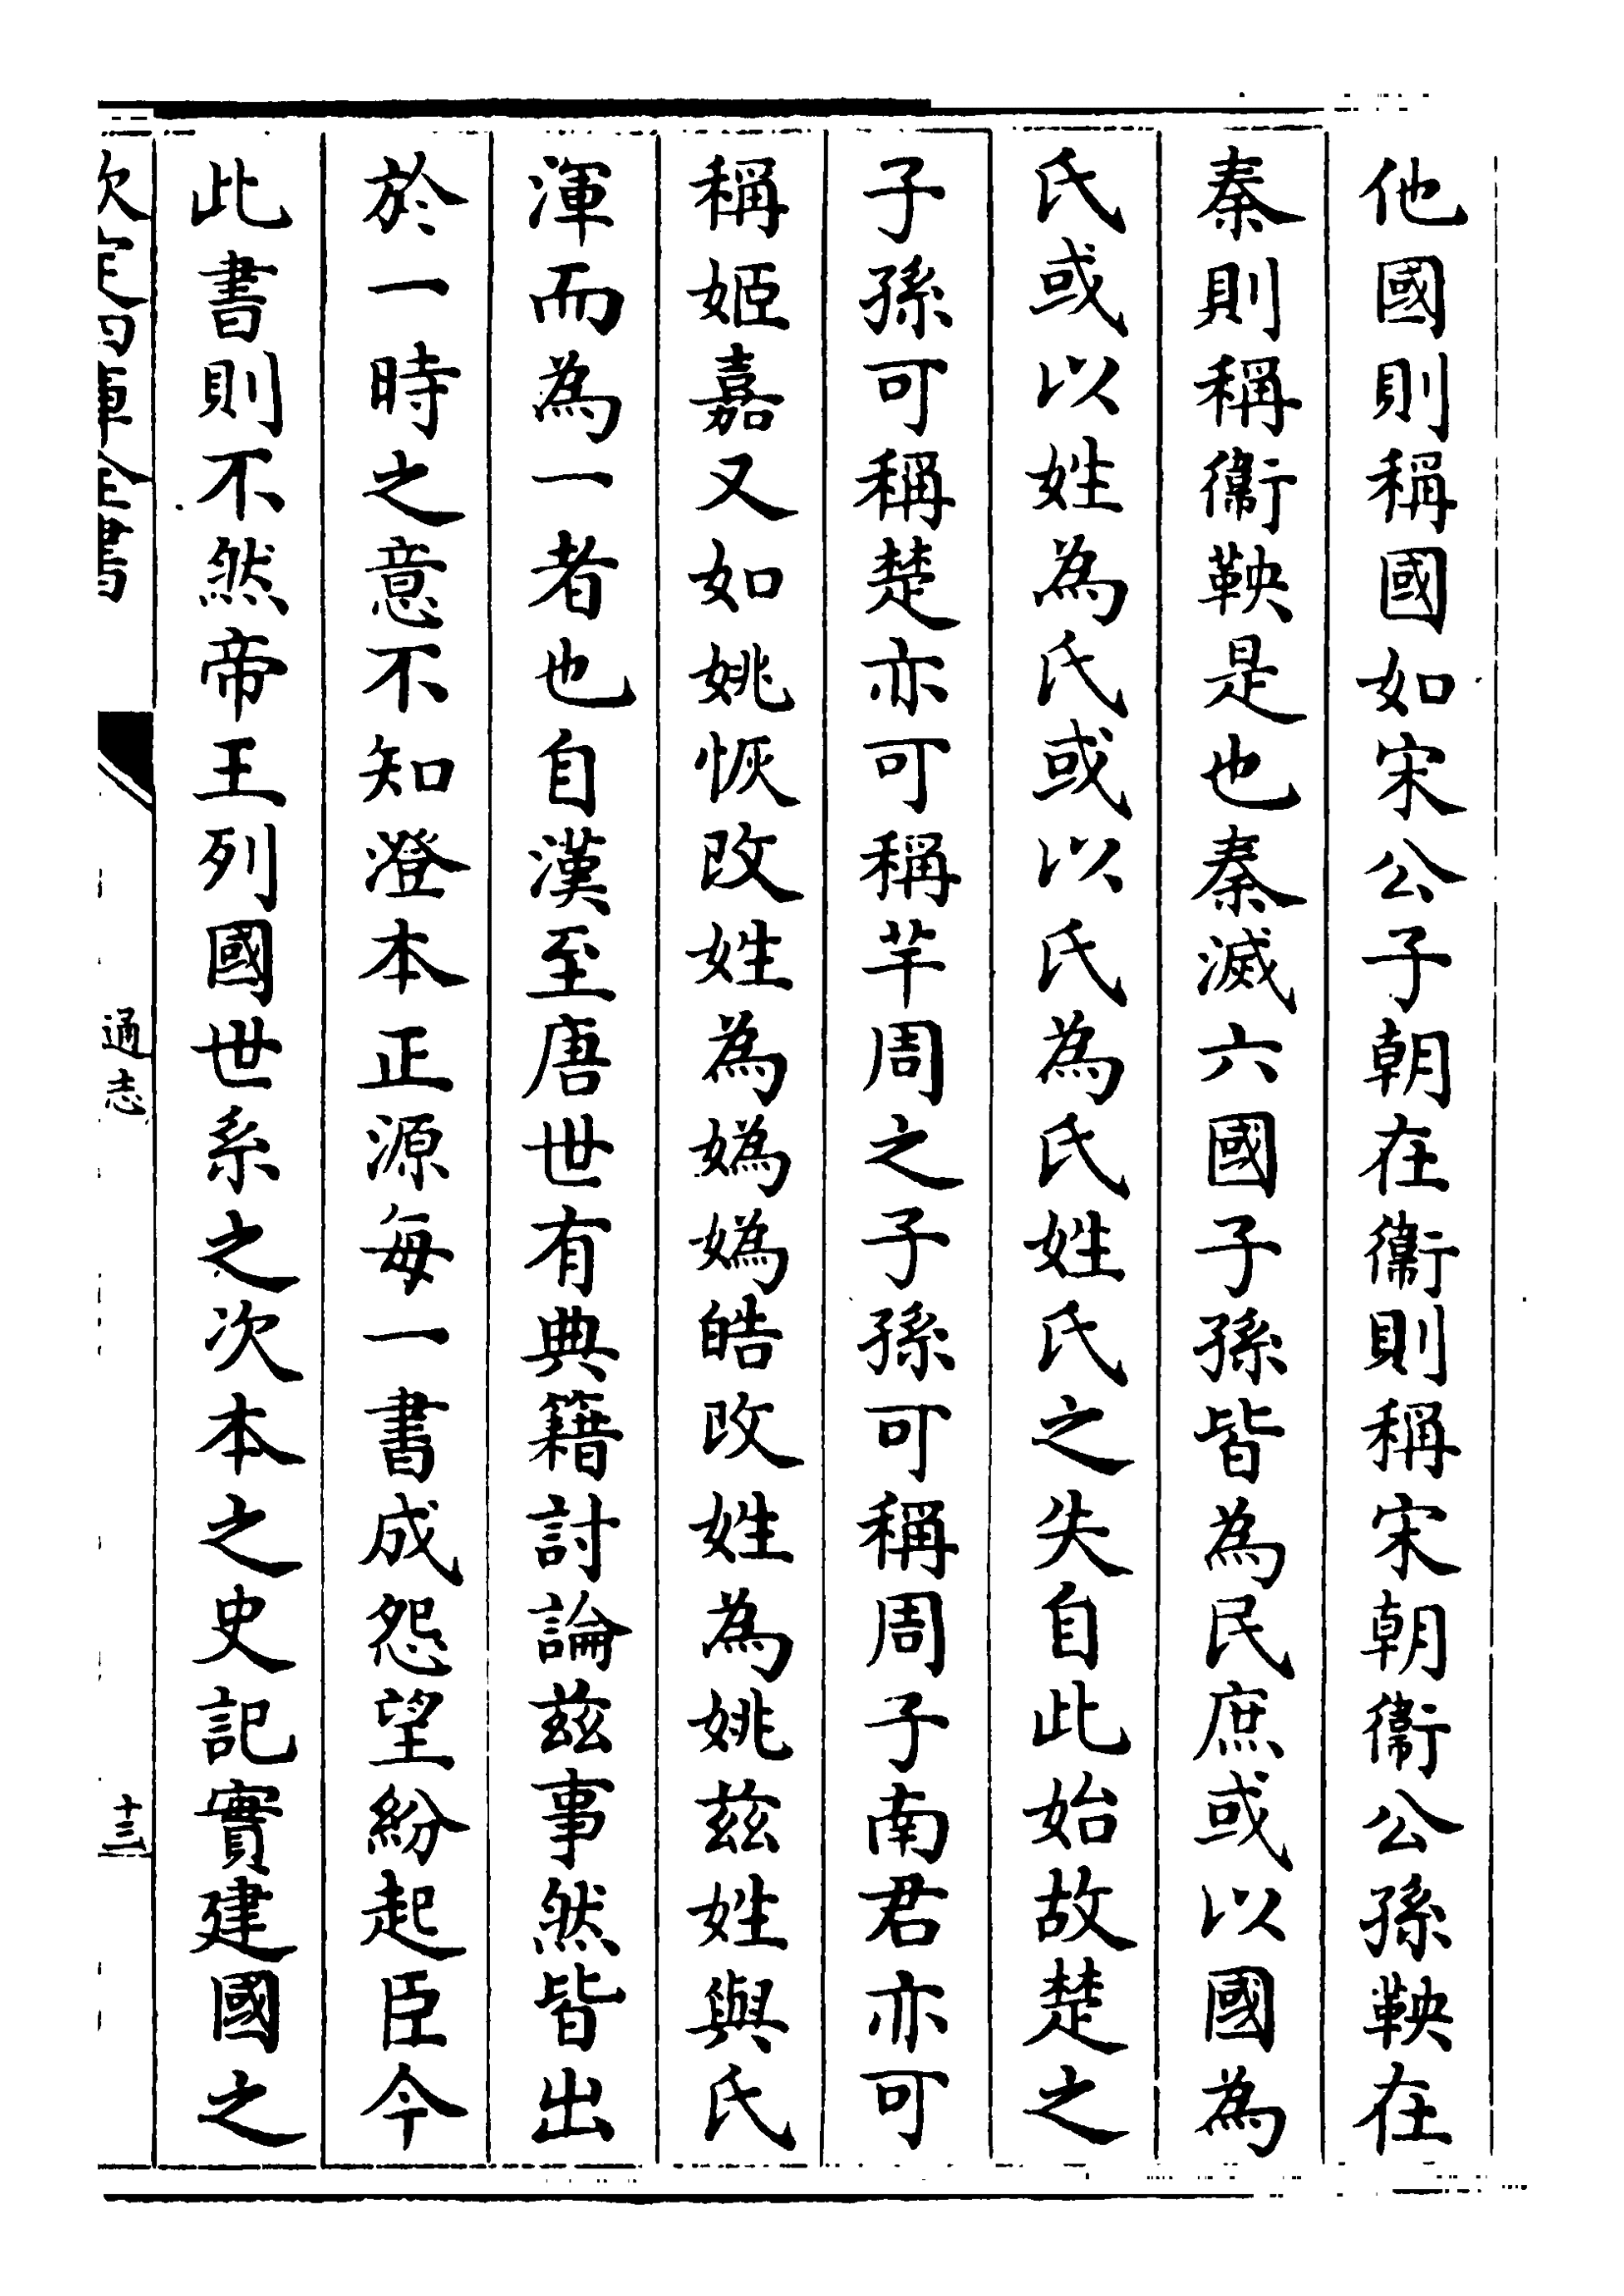 他國則稱國如宋公子朝在衞則稱宋朝衞公孫鞅在
秦則稱衞鞅是也秦滅六國子孫皆為民庶或以國為
氏或以姓為氏或以氏為氏姓氏之失自此始故楚之
子孫可稱楚亦可稱芊周之子孫可稱周子南君亦可
稱姬嘉又如姚恢改姓為媯媯皓改姓為姚兹姓與氏
渾而為一者也自漢至唐世有典籍討論兹事然皆出
於一時之意不知澄本正源每一書成怨望紛起臣今
此書則不然帝王列國世系之次本之史記實建國之
欽定四庫全書
通志
十三